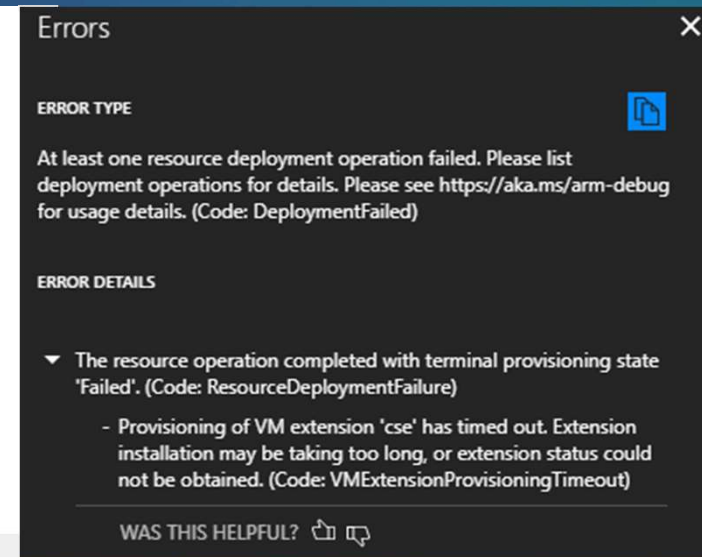 Errors
ERROR TYPE
At least one resource deployment operation failed. Please list
deployment operations for details. Please see https://aka.ms/arm-debug
for usage details. (Code: DeploymentFailed)
ERROR DETAILS
The resource operation completed with terminal provisioning state
'Failed'. (Code: ResourceDeploymentFailure)
- Provisioning of VM extension 'cse' has timed out. Extension
installation may be taking too long, or extension status could
not be obtained. (Code: VMExtensionProvisioningTimeout)
WAS THIS HELPFUL?